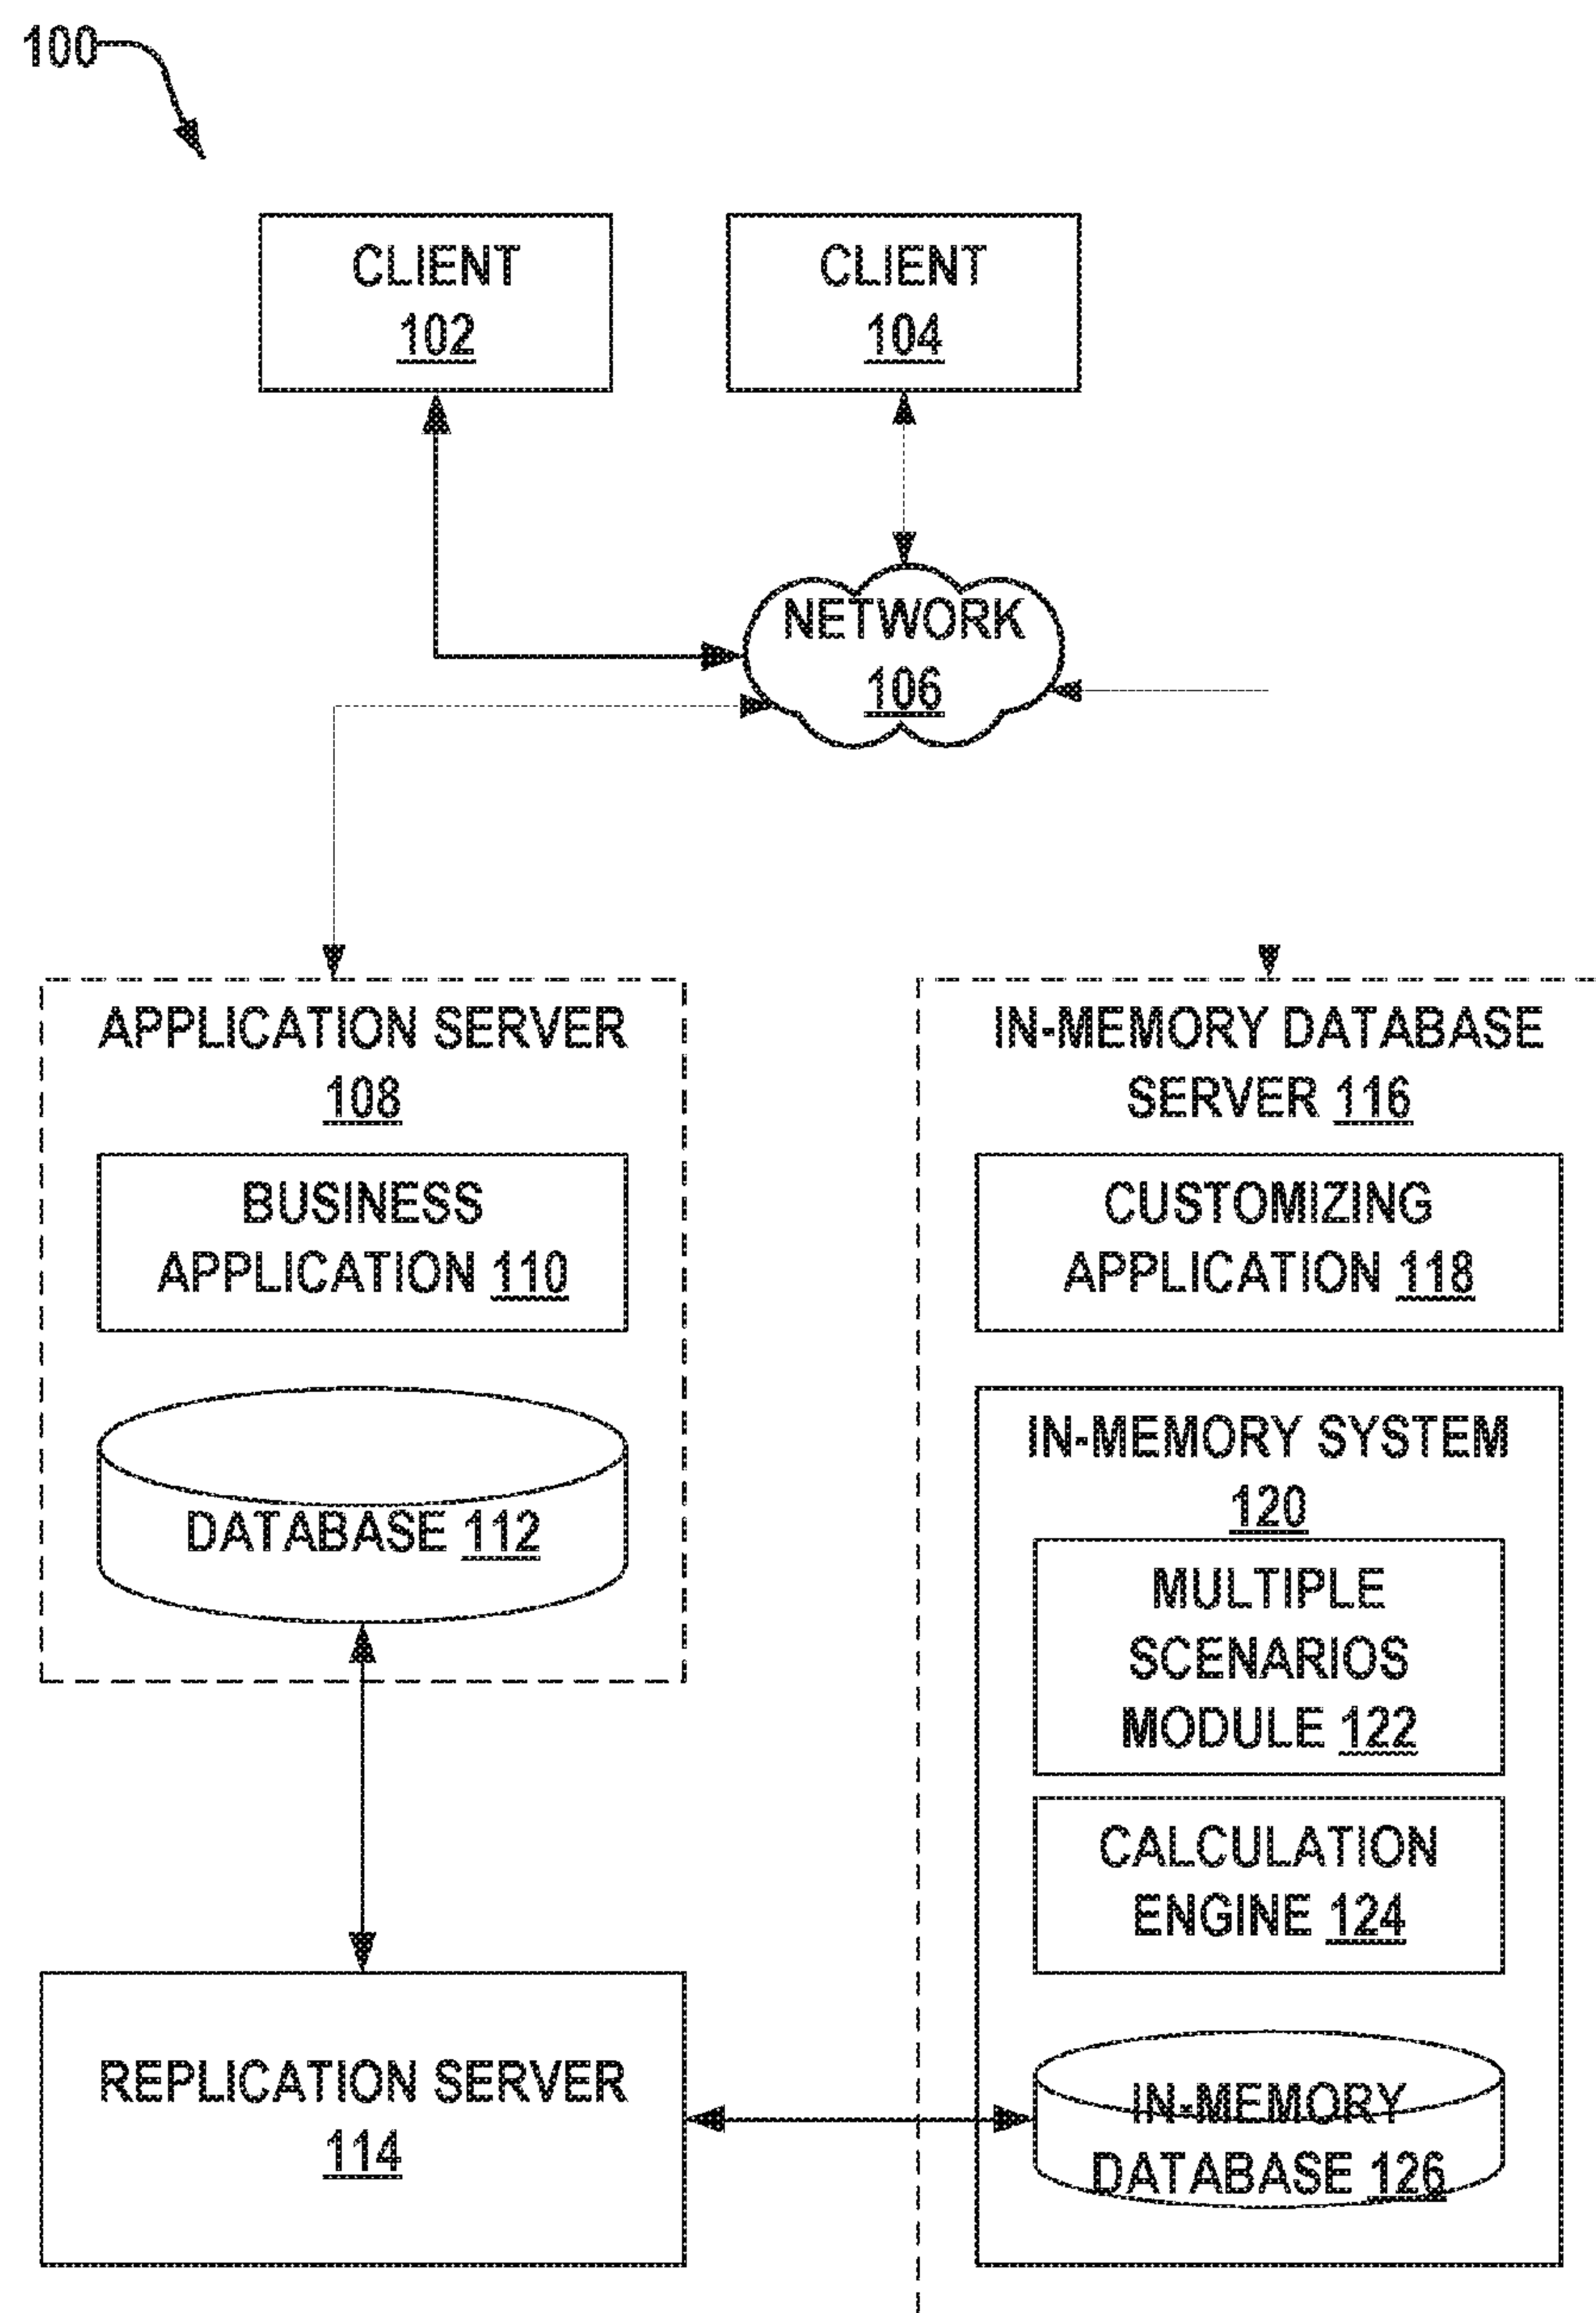 100
CLIENT
102
CLIENT
104
NETWORK
106
APPLICATION SERVER
108
BUSINESS
APPLICATION 110
DATABASE 112
REPLICATION SERVER
114
IN-MEMORY DATABASE
SERVER 116
CUSTOMIZING
APPLICATION 118
IN-MEMORY SYSTEM
120
MULTIPLE
SCENARIOS
MODULE 122
CALCULATION
ENGINE 124
IN-MEMORY
DATABASE 126